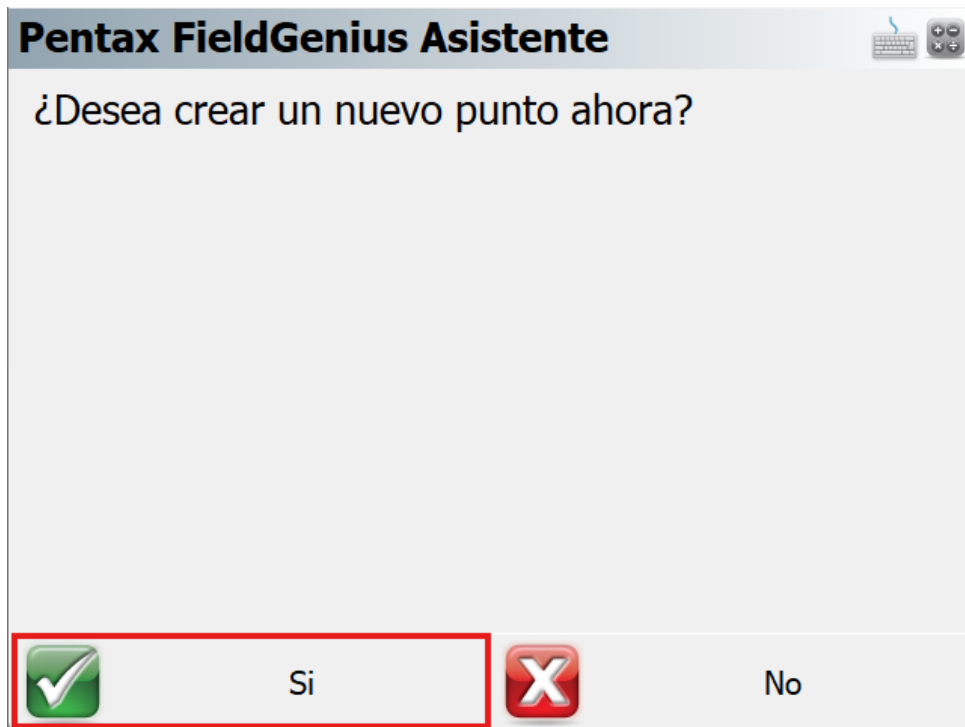 Pentax FieldGenius Asistente
¿Desea crear un nuevo punto ahora?
Si
No